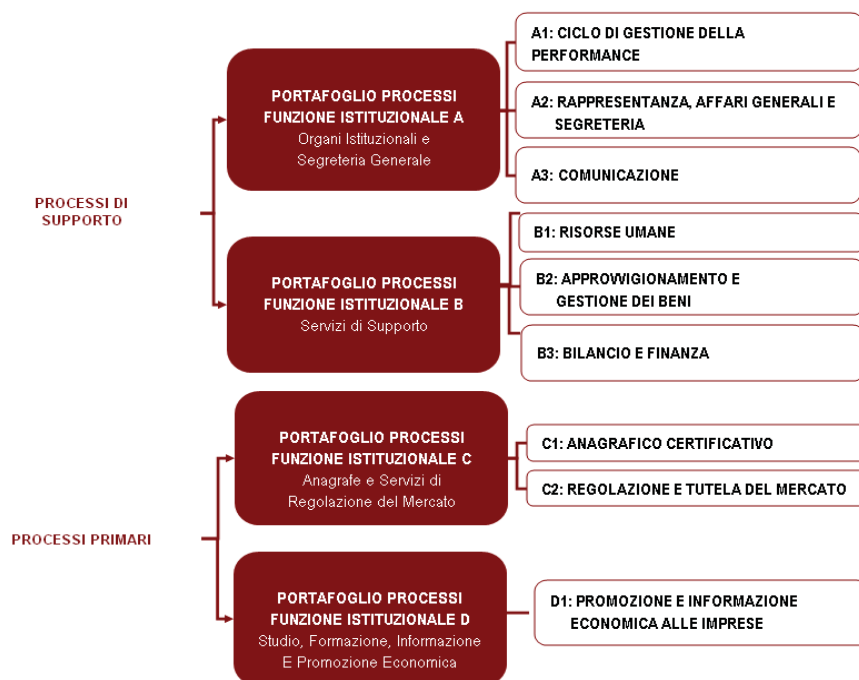 PROCESSI DI
SUPPORTO
PORTAFOGLIO PROCESSI
FUNZIONE ISTITUZIONALE A
Organi Istituzionali e
Segreteria Generale
A1: CICLO DI GESTIONE DELLA
PERFORMANCE
A2: RAPPRESENTANZA, AFFARI GENERALI E
SEGRETERIA
A3: COMUNICAZIONE
PORTAFOGLIO PROCESSI
FUNZIONE ISTITUZIONALE B
Servizi di Supporto
B1: RISORSE UMANE
B2: APPROVVIGIONAMENTO E
GESTIONE DEI BENI
B3: BILANCIO E FINANZA
PROCESSI PRIMARI
PORTAFOGLIO PROCESSI
FUNZIONE ISTITUZIONALE C
Anagrafe e Servizi di
Regolazione del Mercato
C1: ANAGRAFICO CERTIFICATIVO
C2: REGOLAZIONE E TUTELA DEL MERCATO
PORTAFOGLIO PROCESSI
FUNZIONE ISTITUZIONALE D
Studio, Formazione, Informazione
E Promozione Economica
D1: PROMOZIONE E INFORMAZIONE
ECONOMICA ALLE IMPRESE